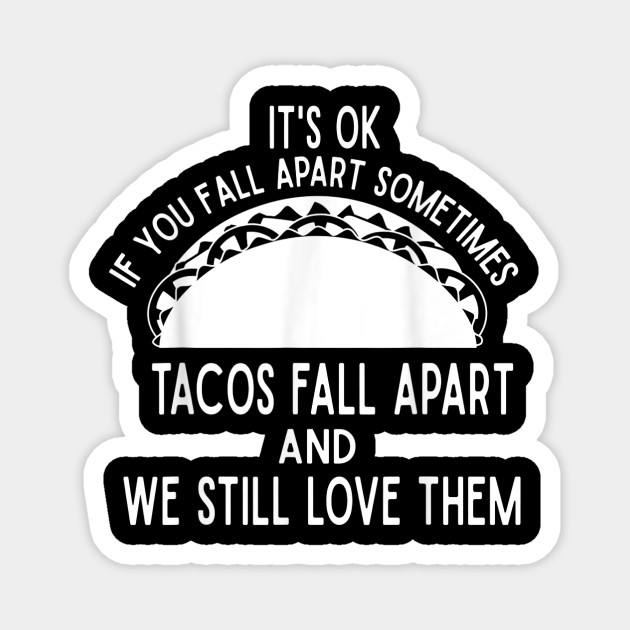 IT'S OK
IF YOU FALL APART SOMETIMES
TACOS FALL APART
AND
WE STILL LOVE THEM